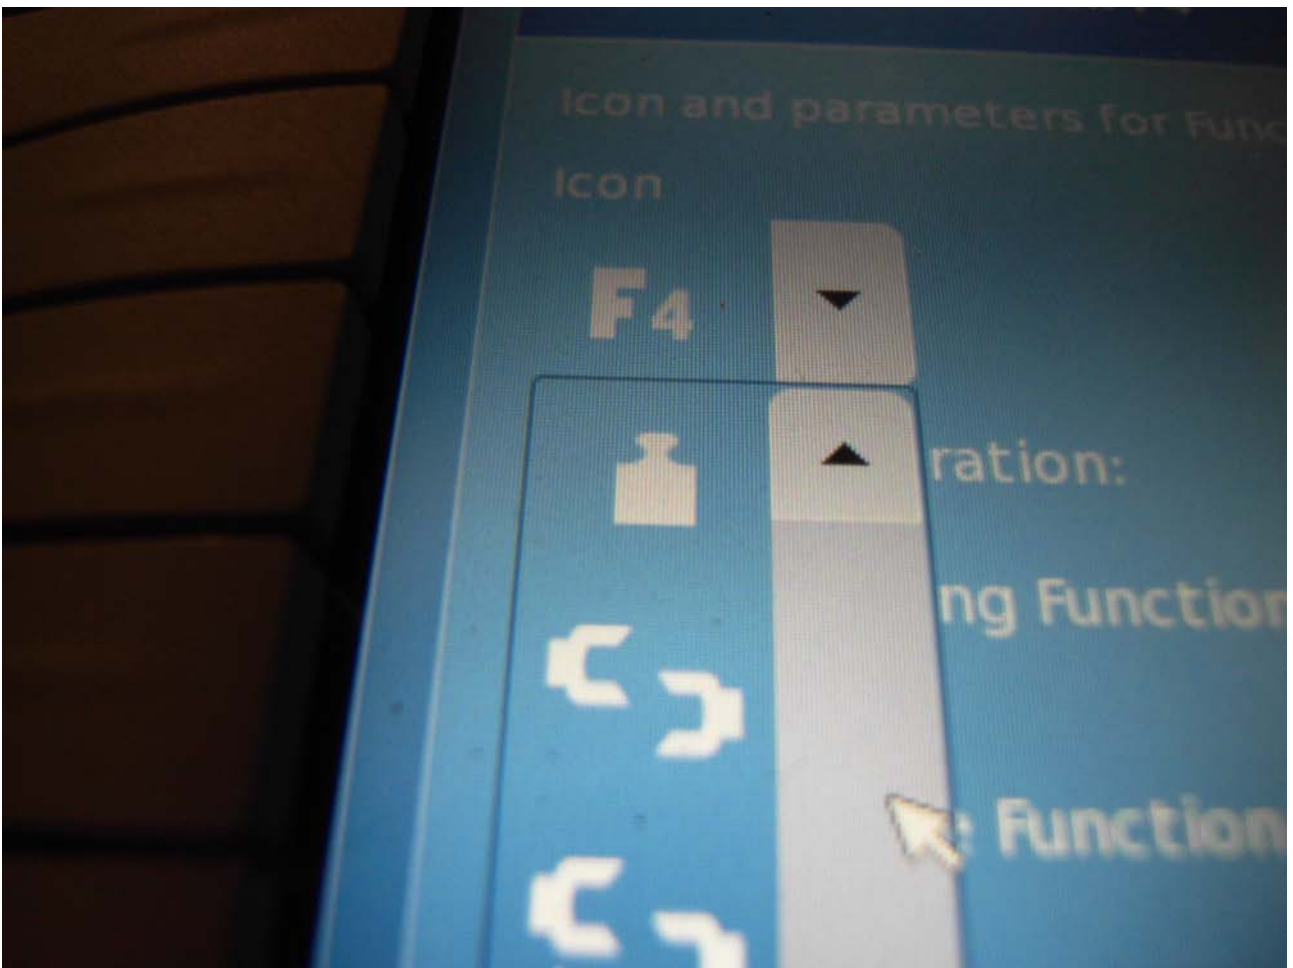 Icon and parameters for Func
Icon
F4
ration:
ng Function
: Function